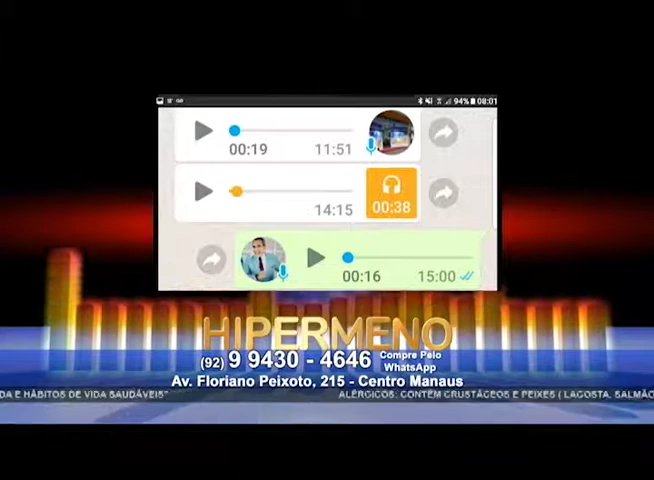 94% 08:01
00:19 11:51
14:15 00:38
00:16 15:00
HIPERMENO
(92) 9 9430 - 4646 Compre Pelo
WhatsApp
Av. Floriano Peixoto, 215 - Centro Manaus
DA E HÁBITOS DE VIDA SAUDÁVEIS" ALÉRGICOS: CONTÉM CRUSTÁCEOS E PEIXES ( LAGOSTA, SALMÃO